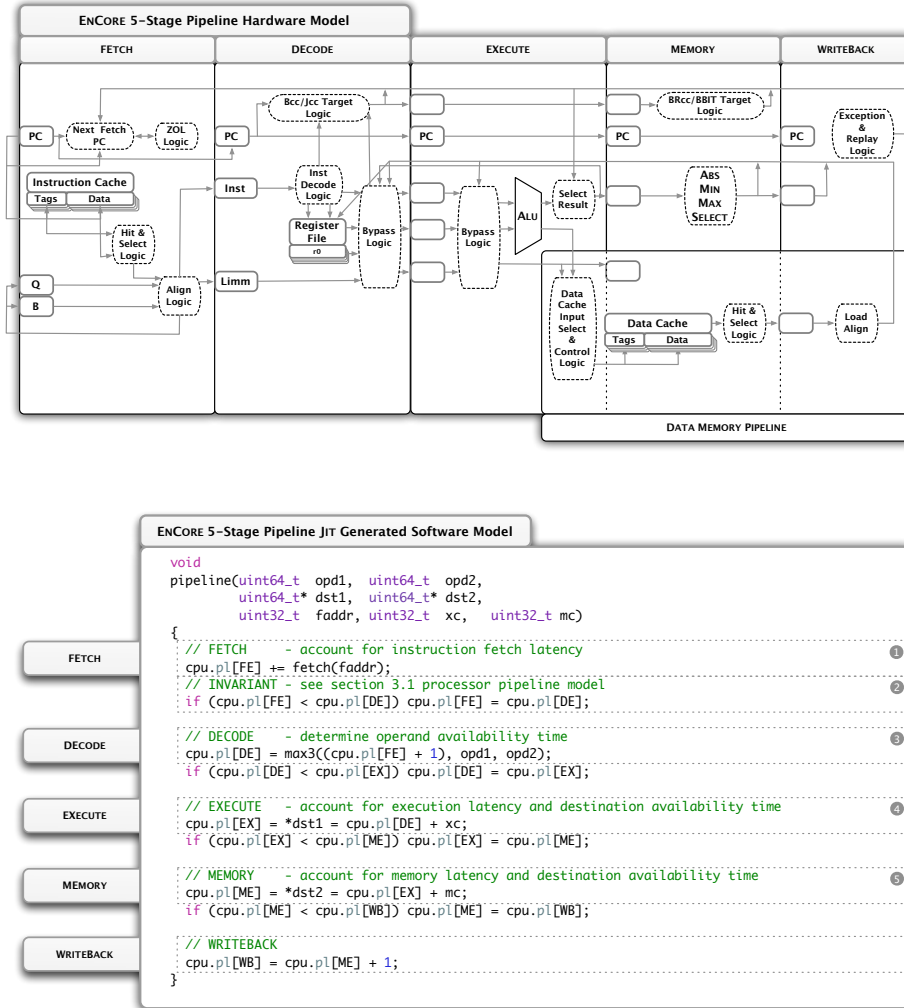 ENCORE 5-Stage Pipeline Hardware Model
FETCH
DECODE
EXECUTE
MEMORY
WRITEBACK
Bcc/Jcc Target
Logic
BRcc/BBIT Target
Logic
PC
Next Fetch
PC
ZOL
Logic
PC
PC
PC
PC
Exception
&
Replay
Logic
Instruction Cache
Tags
Data
Inst
Inst
Decode
Logic
Register
File
r0
Bypass
Logic
Bypass
Logic
ALU
Select
Result
ABS
MIN
MAX
SELECT
Hit &
Select
Logic
Q
B
Align
Logic
Limm
Data
Cache
Input
Select
&
Control
Logic
Data Cache
Tags
Data
Hit &
Select
Logic
Load
Align
DATA MEMORY PIPELINE
ENCORE 5-Stage Pipeline JIT Generated Software Model
void
pipeline(uint64_t opd1, uint64_t opd2,
uint64_t* dst1, uint64_t* dst2,
uint32_t faddr, uint32_t xc, uint32_t mc)
{
FETCH
// FETCH - account for instruction fetch latency 1
cpu.pl[FE] += fetch(faddr);
// INVARIANT - see section 3.1 processor pipeline model 2
if (cpu.pl[FE] < cpu.pl[DE]) cpu.pl[FE] = cpu.pl[DE];
DECODE
// DECODE - determine operand availability time 3
cpu.pl[DE] = max3((cpu.pl[FE] + 1), opd1, opd2);
if (cpu.pl[DE] < cpu.pl[EX]) cpu.pl[DE] = cpu.pl[EX];
EXECUTE
// EXECUTE - account for execution latency and destination availability time 4
cpu.pl[EX] = *dst1 = cpu.pl[DE] + xc;
if (cpu.pl[EX] < cpu.pl[ME]) cpu.pl[EX] = cpu.pl[ME];
MEMORY
// MEMORY - account for memory latency and destination availability time 5
cpu.pl[ME] = *dst2 = cpu.pl[EX] + mc;
if (cpu.pl[ME] < cpu.pl[WB]) cpu.pl[ME] = cpu.pl[WB];
WRITEBACK
// WRITEBACK
cpu.pl[WB] = cpu.pl[ME] + 1;
}